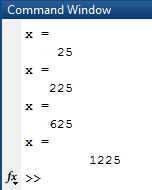 Command Window
x =
25
x =
225
x =
625
x =
1225
fx >>